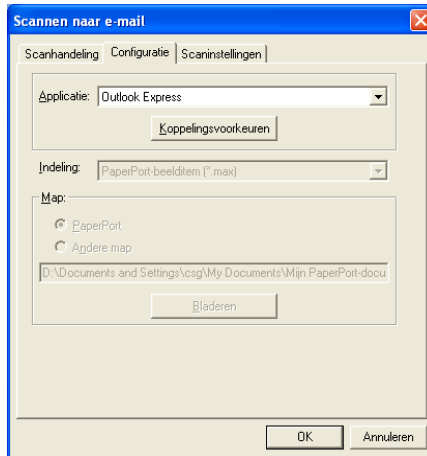 Scannen naar e-mail
Scanhandeling Configuratie Scaninstellingen
Applicatie: Outlook Express
Koppelingsvoorkeuren
Indeling: PaperPort-beelditem (*.max)
Map:
PaperPort
Andere map
D:\Documents and Settings\csg\My Documents\Mijn PaperPort-docu
Bladeren
OK Annuleren